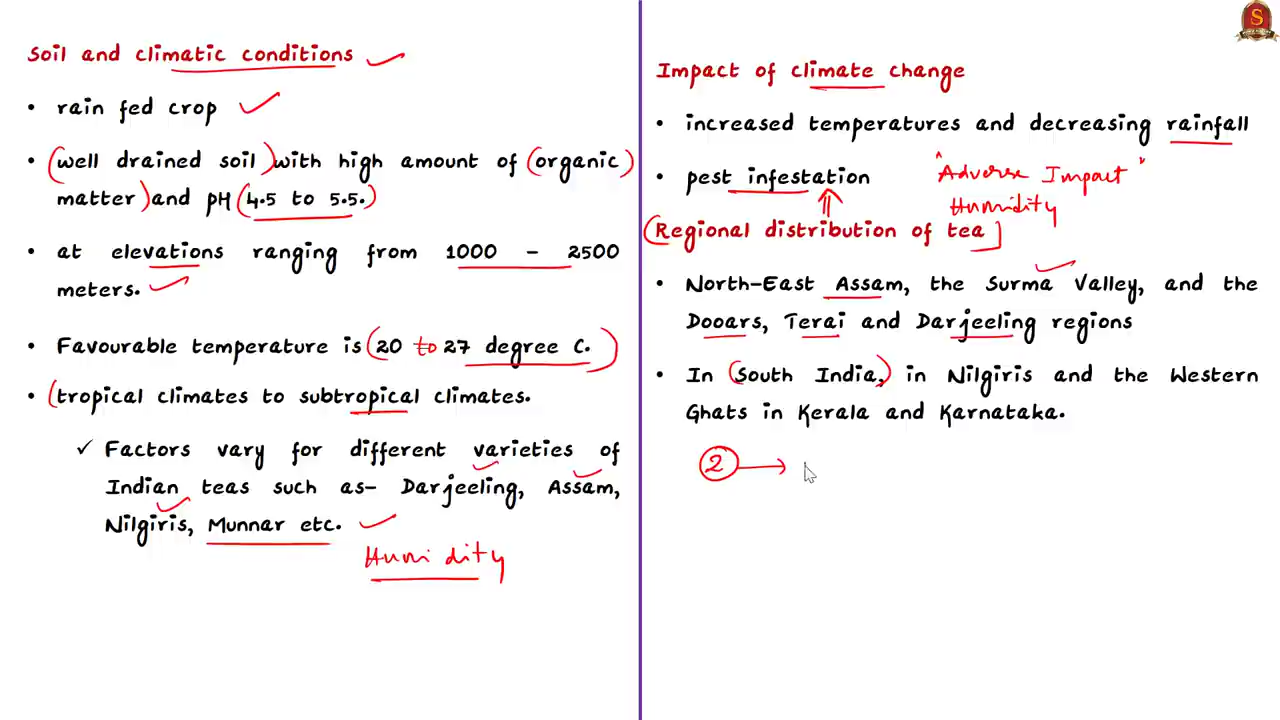 Soil and climatic conditions
• rain fed crop
• (well drained soil) with high amount of (organic)
matter) and pH (4.5 to 5.5.)
• at elevations ranging from 1000 - 2500
meters.
• Favourable temperature is (20 to 27 degree C.)
• (tropical climates to subtropical climates.
✓ Factors vary for different varieties of
Indian teas such as- Darjeeling, Assam,
Nilgiris, Munnar etc.
Humidity
Impact of climate change
• increased temperatures and decreasing rainfall
• pest infestation
"Adverse Impact"
Humidity
(Regional distribution of tea]
• North-East Assam, the Surma Valley, and the
Dooars, Terai and Darjeeling regions
• In (South India,) in Nilgiris and the Western
Ghats in Kerala and Karnataka.
2 →
S